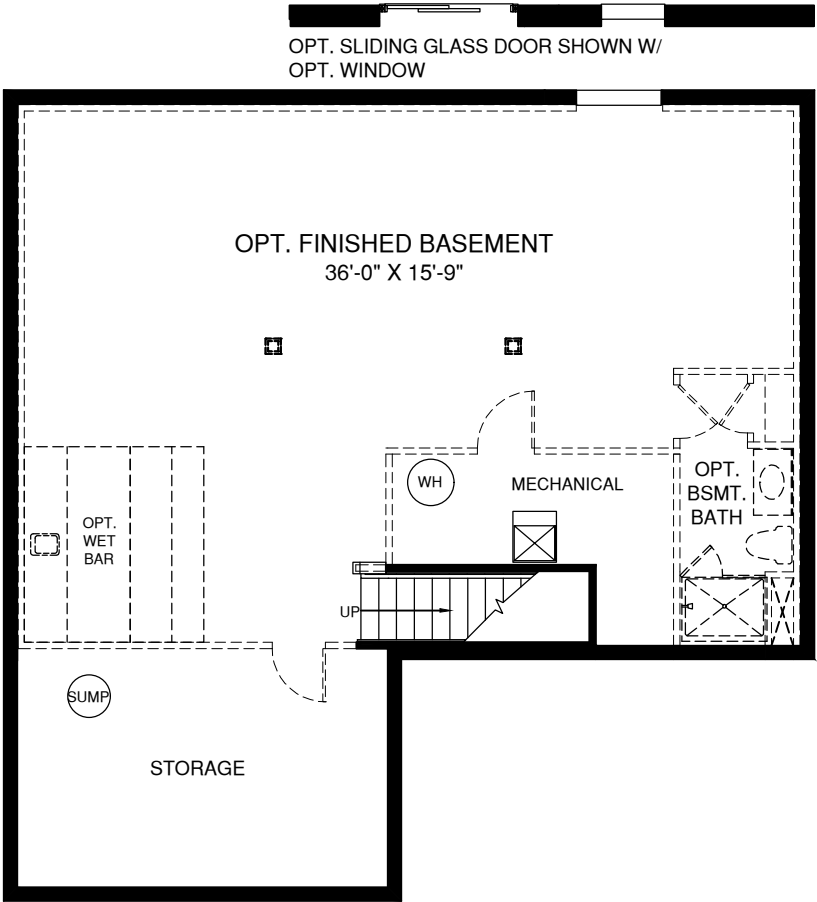 OPT. SLIDING GLASS DOOR SHOWN W/
OPT. WINDOW
OPT. FINISHED BASEMENT
36'-0" X 15'-9"
WH
MECHANICAL
OPT.
BSMT.
BATH
OPT.
WET
BAR
UP
SUMP
STORAGE